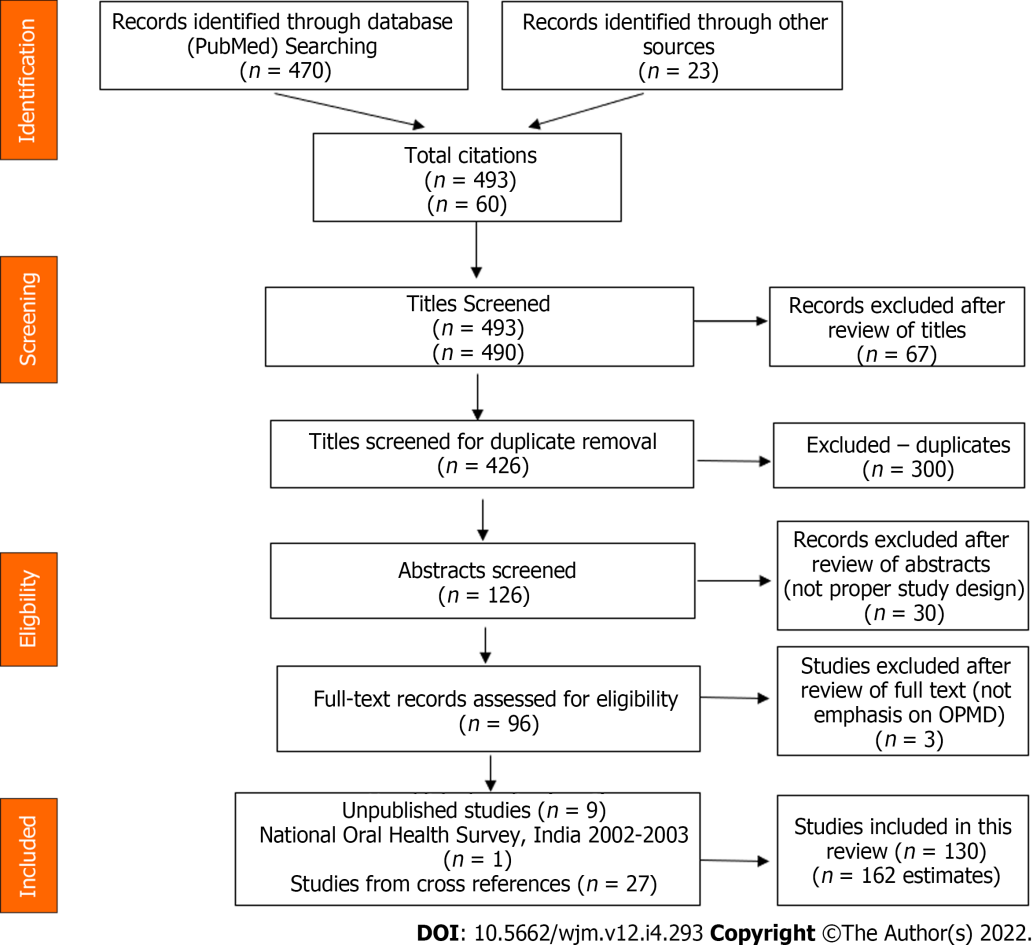 Identification
Records identified through database
(PubMed) Searching
(n = 470)
Records identified through other
sources
(n = 23)
Total citations
(n = 493)
(n = 60)
Screening
Titles Screened
(n = 493)
(n = 490)
Records excluded after
review of titles
(n = 67)
Titles screened for duplicate removal
(n = 426)
Excluded – duplicates
(n = 300)
Eligbility
Abstracts screened
(n = 126)
Records excluded after
review of abstracts
(not proper study design)
(n = 30)
Full-text records assessed for eligibility
(n = 96)
Studies excluded after
review of full text (not
emphasis on OPMD)
(n = 3)
Included
Unpublished studies (n = 9)
National Oral Health Survey, India 2002-2003
(n = 1)
Studies from cross references (n = 27)
Studies included in this
review (n = 130)
(n = 162 estimates)
DOI: 10.5662/wjm.v12.i4.293 Copyright ©The Author(s) 2022.